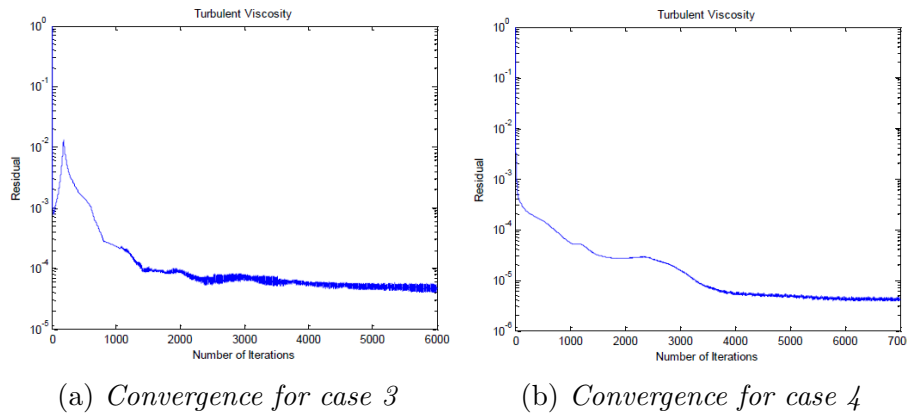 Turbulent Viscosity
10^0
10^-1
10^-2
10^-3
10^-4
10^-5
Residual
0 1000 2000 3000 4000 5000 6000
Number of Iterations
(a) Convergence for case 3
Turbulent Viscosity
10^0
10^-1
10^-2
10^-3
10^-4
10^-5
10^-6
Residual
0 1000 2000 3000 4000 5000 6000 700
Number of Iterations
(b) Convergence for case 4